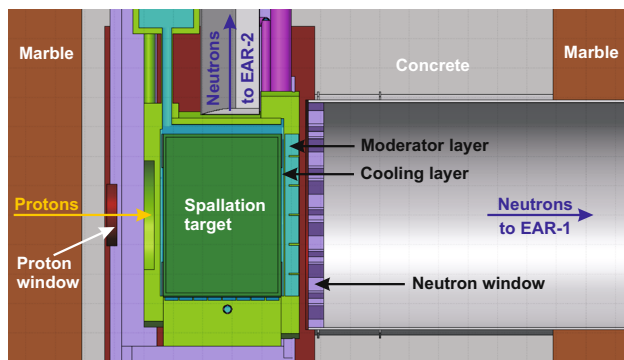 Marble
Neutrons
to EAR-2
Concrete
Marble
Moderator layer
Cooling layer
Protons
Spallation
target
Neutrons
to EAR-1
Proton
window
Neutron window